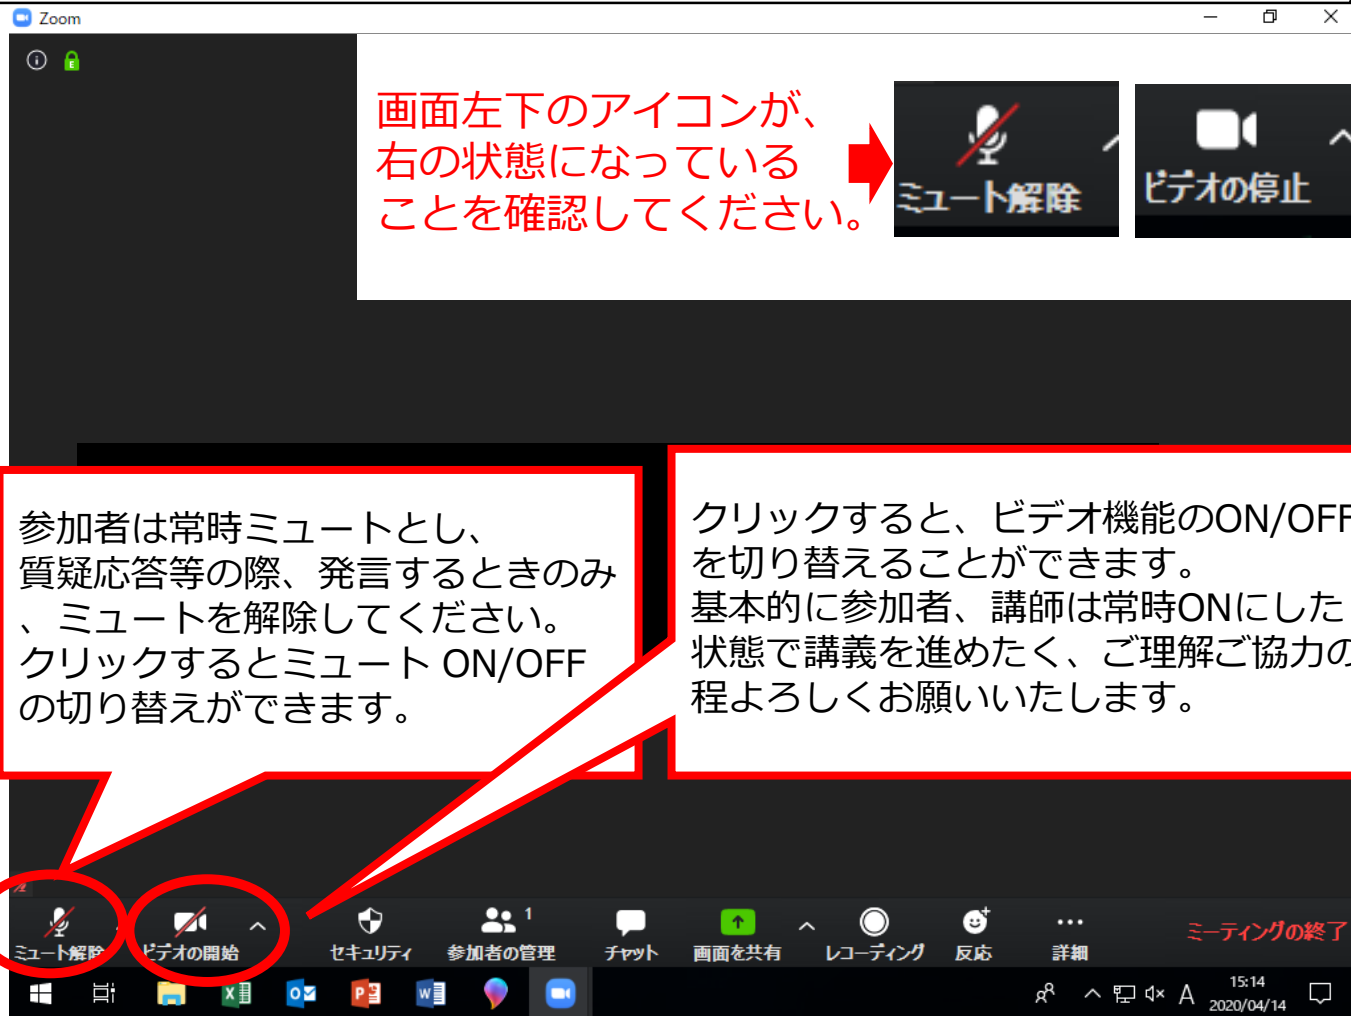 Zoom
画面左下のアイコンが、
右の状態になっている
ことを確認してください。
ミュート解除
ビデオの停止
参加者は常時ミュートとし、
質疑応答等の際、発言するときのみ
、ミュートを解除してください。
クリックするとミュート ON/OFF
の切り替えができます。
クリックすると、ビデオ機能のON/OFF
を切り替えることができます。
基本的に参加者、講師は常時ONにした
状態で講義を進めたく、ご理解ご協力の
程よろしくお願いいたします。
ミュート解除
ビデオの開始
セキュリティ
1
参加者の管理
チャット
画面を共有
レコーディング
反応
詳細
ミーティングの終了
A
15:14
2020/04/14